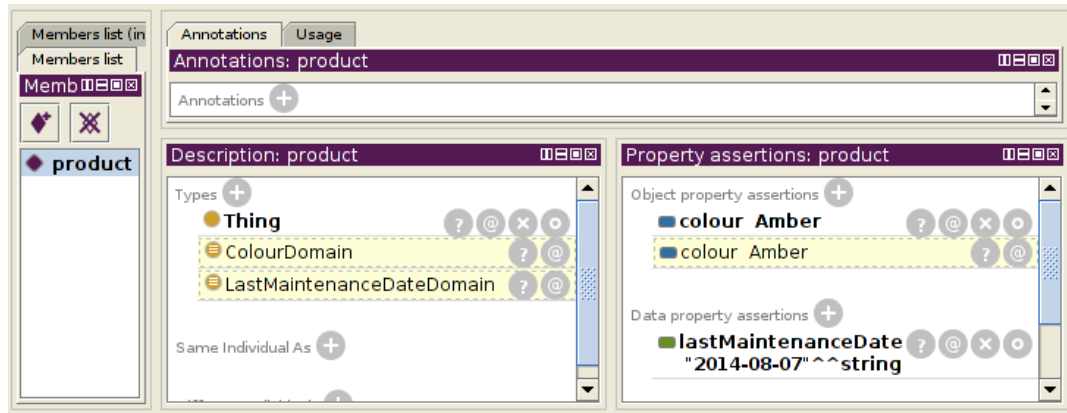 Members list (in
Members list
Memb
product
Annotations
Usage
Annotations: product
Annotations
Description: product
Types
Thing
ColourDomain
LastMaintenanceDateDomain
Same Individual As
Property assertions: product
Object property assertions
colour Amber
colour Amber
Data property assertions
lastMaintenanceDate
"2014-08-07"^^string